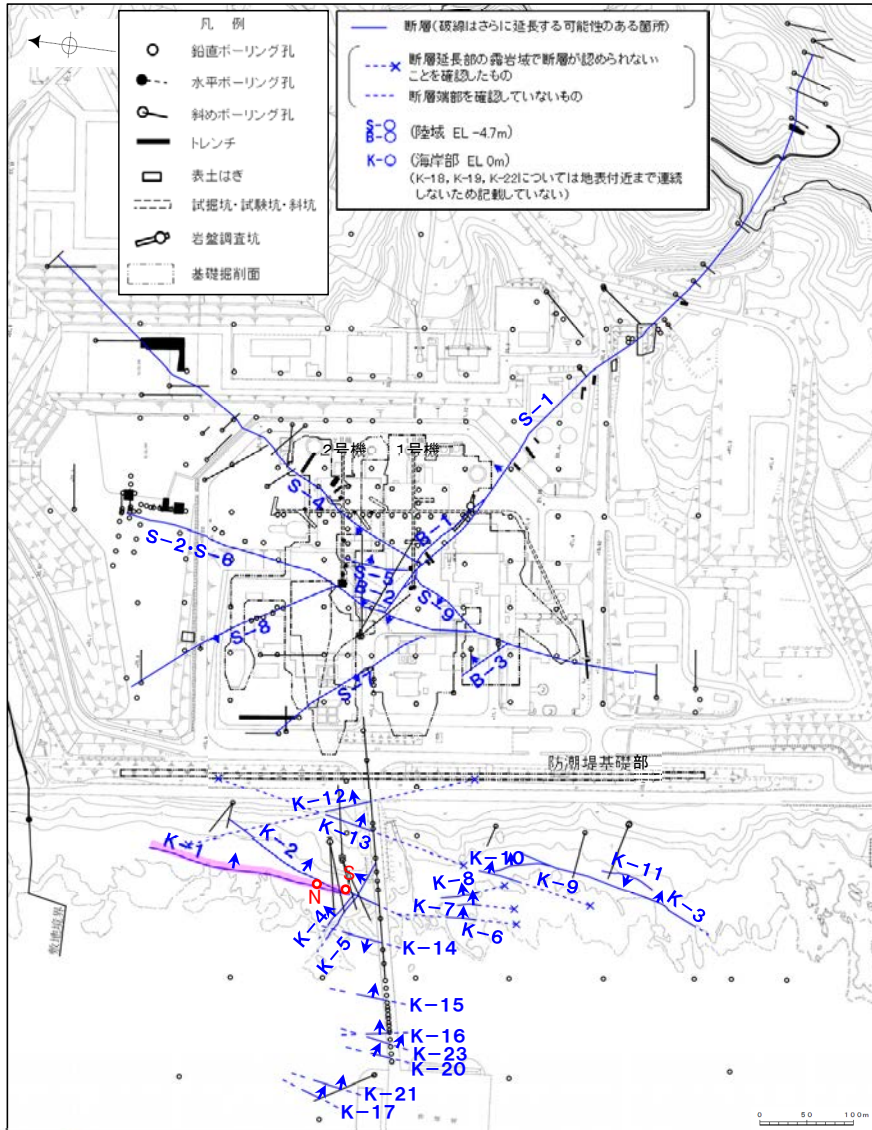 凡 例
鉛直ボーリング孔
水平ボーリング孔
斜めボーリング孔
トレンチ
表土はぎ
試掘坑・試験坑・斜坑
岩盤調査坑
基礎掘削面
断層(破線はさらに延長する可能性のある箇所)
断層延長部の露岩域で断層が認められない
ことを確認したもの
断層端部を確認していないもの
S-○
B-○
(陸域 EL -4.7m)
K-○
(海岸部 EL 0m)
(K-18, K-19, K-22については地表付近まで連続
しないため記載していない)
S-1
2号機
1号機
S-4
B-1
S-2・S-6
S-5
B-2
S-9
S-8
B-3
S-7
防潮堤基礎部
K-12
K-1
K-2
K-13
K-10
K-11
S
K-8
K-9
N
K-7
K-3
K-4
K-6
K-5
K-14
敷地境界
K-15
K-16
K-23
K-20
K-21
K-17
0 50 100m